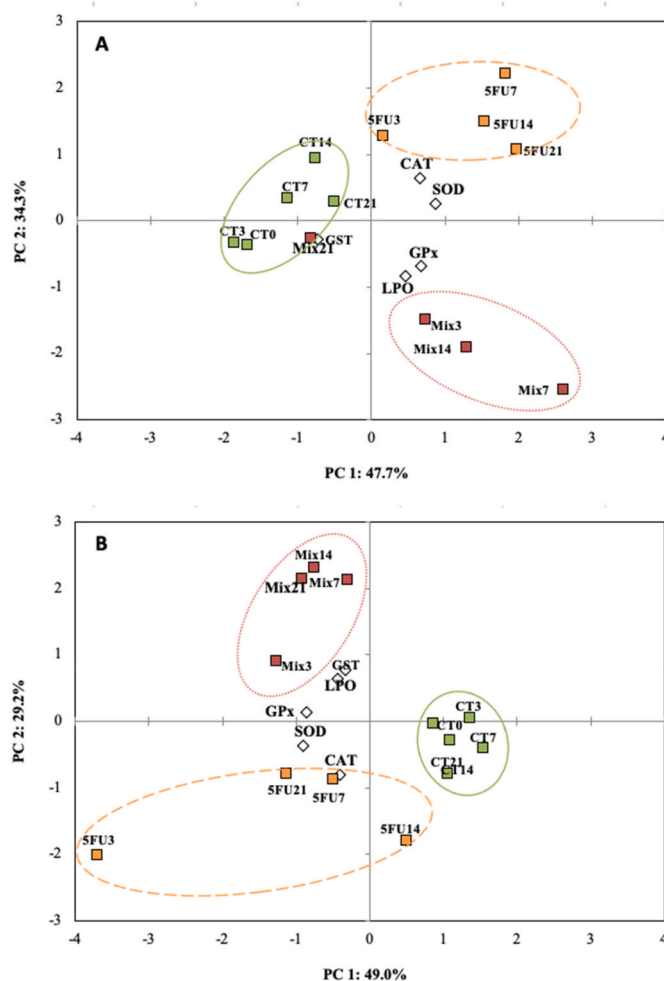 3
A
2
5FU7
5FU3
5FU14
CT14
5FU21
1
CAT
CT7
SOD
CT21
0
CT3
CT0
GST
Mix21
GPx
-1
LPO
Mix3
Mix14
-2
Mix7
-3
-4
-3
-2
-1
0
1
2
3
4
PC 2: 34.3%
PC 1: 47.7%
3
B
Mix14
2
Mix21
Mix7
1
Mix3
GST
LPO
GPx
CT3
0
CT0
SOD
CT7
CAT
CT21
CT14
-1
5FU21
5FU7
5FU3
5FU14
-2
-3
-4
-3
-2
-1
0
1
2
3
4
PC 2: 29.2%
PC 1: 49.0%